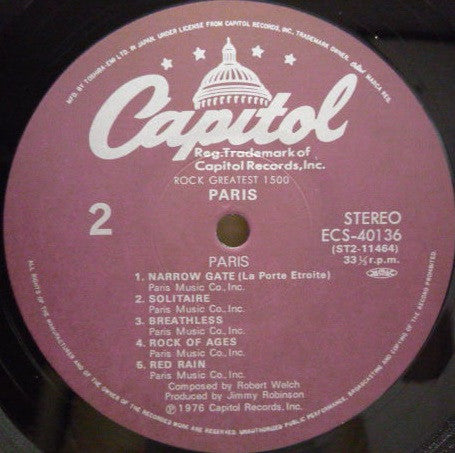 MFD. BY TOSHIBA-EMI LTD. IN JAPAN, UNDER LICENSE FROM CAPITOL RECORDS, INC., TRADEMARK OWNER. MARCA REG.
Capitol
Reg. Trademark of
Capitol Records, Inc.
ROCK GREATEST 1500
PARIS
2
STEREO
ECS-40136
(ST2-11464)
33 ⅓ r.p.m.
PARIS
1. NARROW GATE (La Porte Etroite)
Paris Music Co., Inc.
2. SOLITAIRE
Paris Music Co., Inc.
3. BREATHLESS
Paris Music Co., Inc.
4. ROCK OF AGES
Paris Music Co., Inc.
5. RED RAIN
Paris Music Co., Inc.
Composed by Robert Welch
Produced by Jimmy Robinson
Ⓟ 1976 Capitol Records, Inc.
ALL RIGHTS OF THE MANUFACTURER AND OF THE OWNER OF THE RECORDED WORK RESERVED. UNAUTHORIZED PUBLIC PERFORMANCE, BROADCASTING AND COPYING OF THE RECORD PROHIBITED.